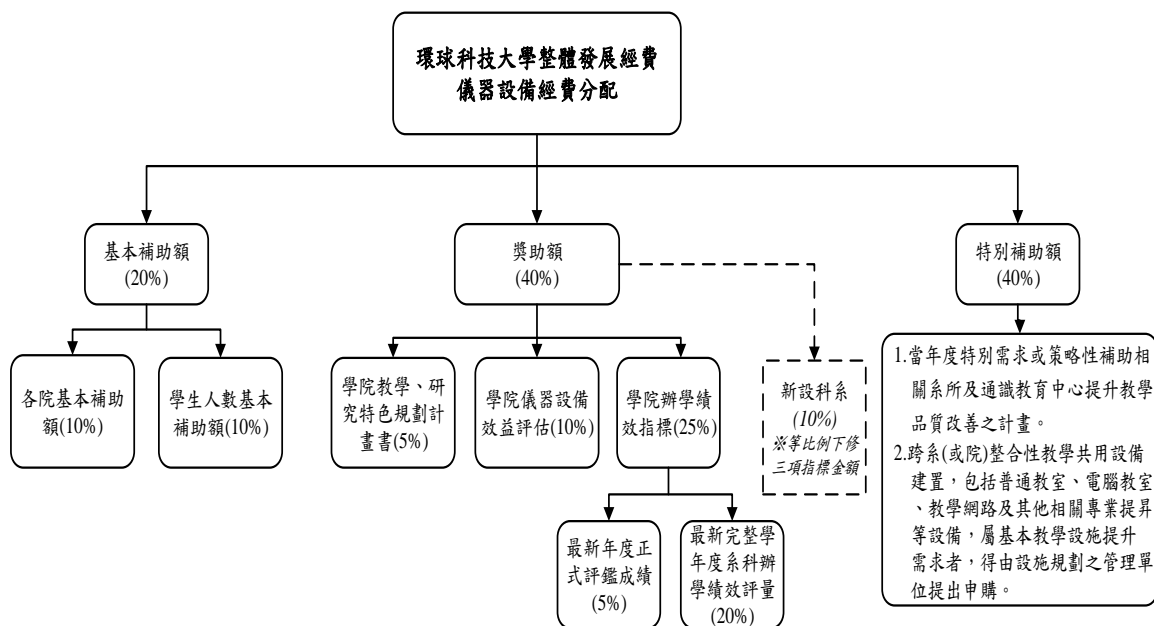 環球科技大學整體發展經費
儀器設備經費分配
基本補助額
(20%)
獎助額
(40%)
特別補助額
(40%)
各院基本補助
額(10%)
學生人數基本
補助額(10%)
學院教學、研
究特色規劃計
畫書(5%)
學院儀器設備
效益評估(10%)
學院辦學績
效指標(25%)
新設科系
(10%)
※等比例下修
三項指標金額
1.當年度特別需求或策略性補助相
關系所及通識教育中心提升教學
品質改善之計畫。
2.跨系(或院)整合性教學共用設備
建置，包括普通教室、電腦教室
、教學網路及其他相關專業提昇
等設備，屬基本教學設施提升
需求者，得由設施規劃之管理單
位提出申購。
最新年度正
式評鑑成績
(5%)
最新完整學
年度系科辦
學績效評量
(20%)